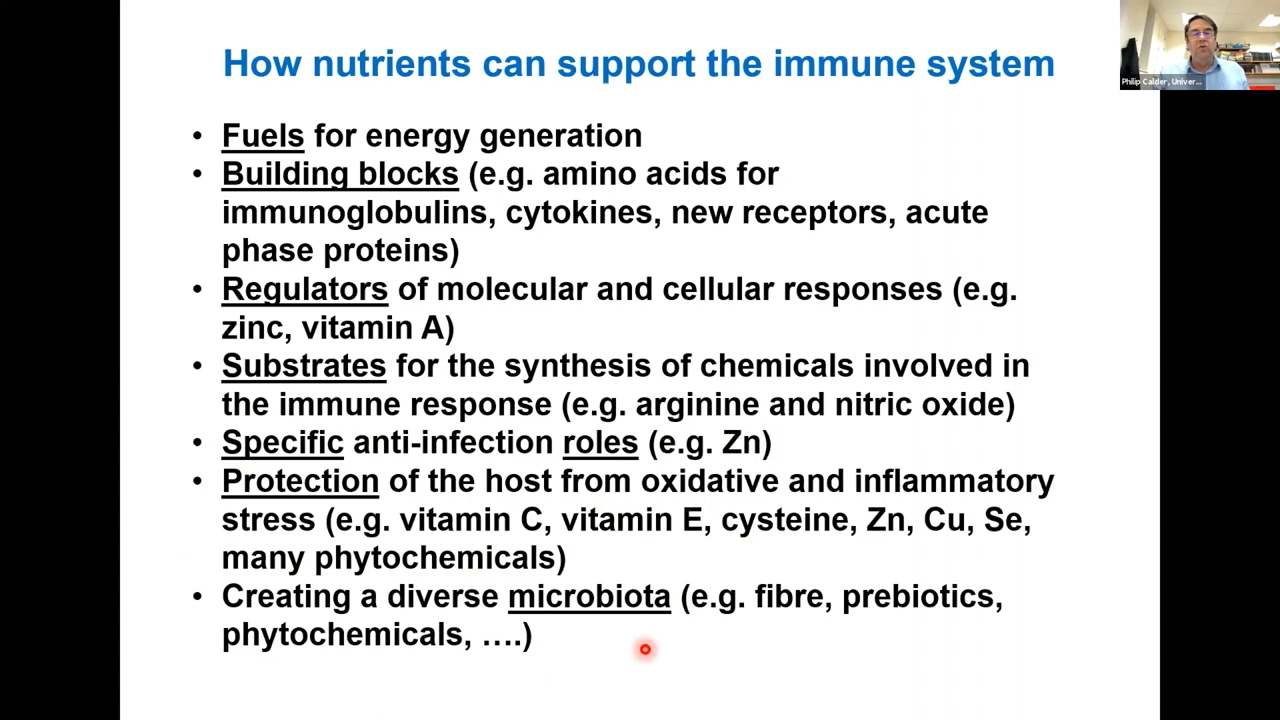 How nutrients can support the immune system
• Fuels for energy generation
• Building blocks (e.g. amino acids for
immunoglobulins, cytokines, new receptors, acute
phase proteins)
• Regulators of molecular and cellular responses (e.g.
zinc, vitamin A)
• Substrates for the synthesis of chemicals involved in
the immune response (e.g. arginine and nitric oxide)
• Specific anti-infection roles (e.g. Zn)
• Protection of the host from oxidative and inflammatory
stress (e.g. vitamin C, vitamin E, cysteine, Zn, Cu, Se,
many phytochemicals)
• Creating a diverse microbiota (e.g. fibre, prebiotics,
phytochemicals, ….)
Philip Calder, Univer...